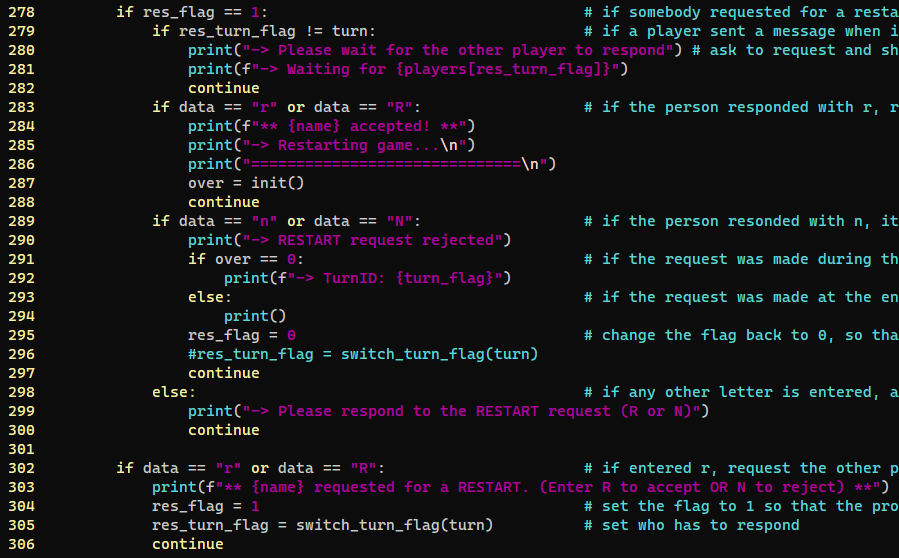 278         if res_flag == 1:                                   # if somebody requested for a resta
279             if res_turn_flag != turn:                       # if a player sent a message when i
280                 print("-> Please wait for the other player to respond") # ask to request and sh
281                 print(f"-> Waiting for {players[res_turn_flag]}")
282                 continue
283             if data == "r" or data == "R":                  # if the person responded with r, r
284                 print(f"** {name} accepted! **")
285                 print("-> Restarting game...\n")
286                 print("==============================\n")
287                 over = init()
288                 continue
289             if data == "n" or data == "N":                  # if the person resonded with n, it
290                 print("-> RESTART request rejected")
291                 if over == 0:                               # if the request was made during th
292                     print(f"-> TurnID: {turn_flag}")
293                 else:                                       # if the request was made at the en
294                     print()
295                 res_flag = 0                                # change the flag back to 0, so tha
296                 #res_turn_flag = switch_turn_flag(turn)
297                 continue
298             else:                                           # if any other letter is entered, a
299                 print("-> Please respond to the RESTART request (R or N)")
300                 continue
301
302         if data == "r" or data == "R":                      # if entered r, request the other p
303             print(f"** {name} requested for a RESTART. (Enter R to accept OR N to reject) **")
304             res_flag = 1                                    # set the flag to 1 so that the pro
305             res_turn_flag = switch_turn_flag(turn)          # set who has to respond
306             continue